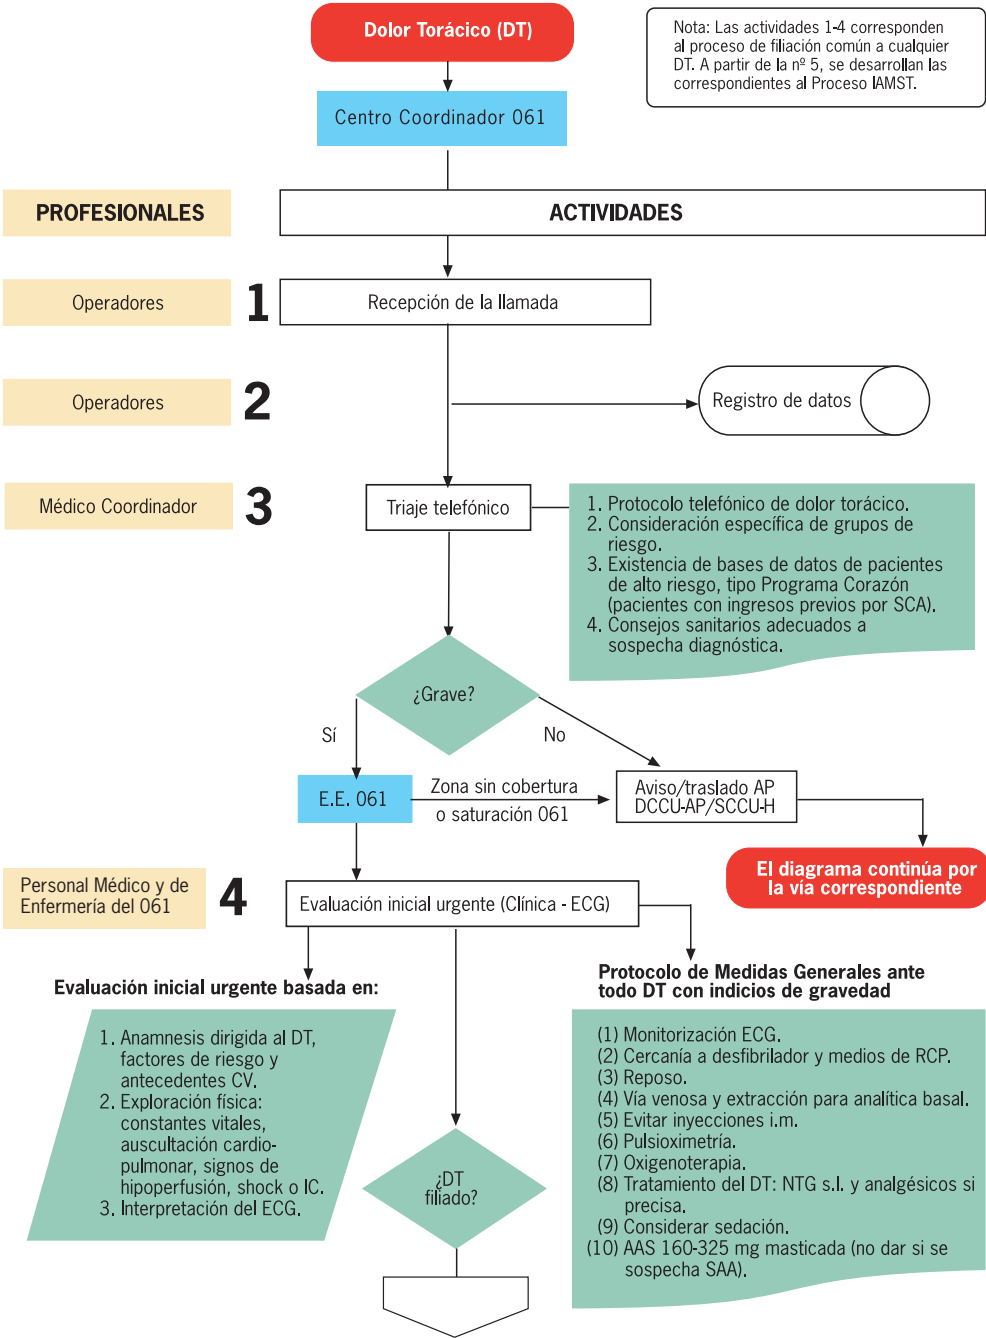 Dolor Torácico (DT)
Nota: Las actividades 1-4 corresponden
al proceso de filiación común a cualquier
DT. A partir de la nº 5, se desarrollan las
correspondientes al Proceso IAMST.
Centro Coordinador 061
PROFESIONALES
ACTIVIDADES
Operadores
1
Recepción de la llamada
Operadores
2
Registro de datos
Médico Coordinador
3
Triaje telefónico
1. Protocolo telefónico de dolor torácico.
2. Consideración específica de grupos de
riesgo.
3. Existencia de bases de datos de pacientes
de alto riesgo, tipo Programa Corazón
(pacientes con ingresos previos por SCA).
4. Consejos sanitarios adecuados a
sospecha diagnóstica.
¿Grave?
Sí
No
E.E. 061
Zona sin cobertura
o saturación 061
Aviso/traslado AP
DCCU-AP/SCCU-H
El diagrama continúa por
la vía correspondiente
Personal Médico y de
Enfermería del 061
4
Evaluación inicial urgente (Clínica - ECG)
Evaluación inicial urgente basada en:
1. Anamnesis dirigida al DT,
factores de riesgo y
antecedentes CV.
2. Exploración física:
constantes vitales,
auscultación cardio-
pulmonar, signos de
hipoperfusión, shock o IC.
3. Interpretación del ECG.
¿DT
filiado?
Protocolo de Medidas Generales ante
todo DT con indicios de gravedad
(1) Monitorización ECG.
(2) Cercanía a desfibrilador y medios de RCP.
(3) Reposo.
(4) Vía venosa y extracción para analítica basal.
(5) Evitar inyecciones i.m.
(6) Pulsioximetría.
(7) Oxigenoterapia.
(8) Tratamiento del DT: NTG s.l. y analgésicos si
precisa.
(9) Considerar sedación.
(10) AAS 160-325 mg masticada (no dar si se
sospecha SAA).